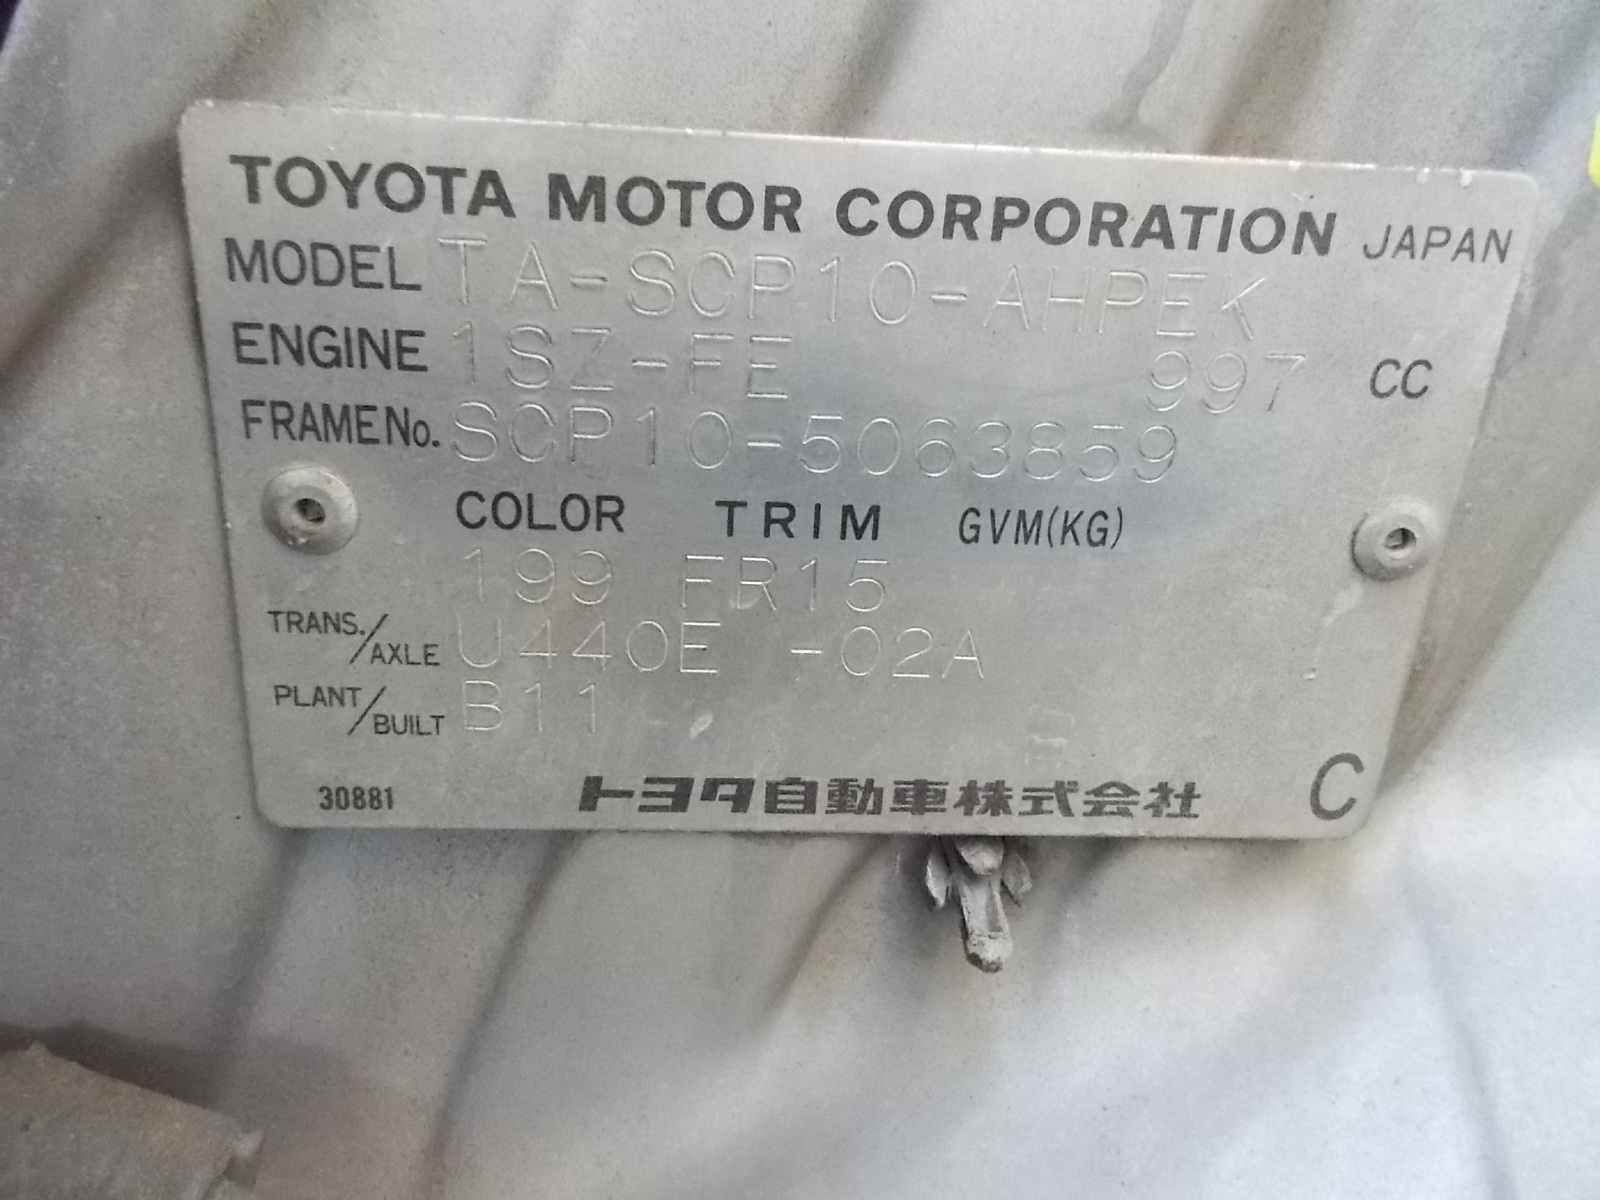 TOYOTA MOTOR CORPORATION JAPAN
MODEL TA-SCP10-AHPEK
ENGINE 1SZ-FE 997 CC
FRAME No. SCP10-5063859
COLOR TRIM GVM(KG)
199 FR15
TRANS./AXLE U440E -02A
PLANT/BUILT B11
30881 トヨタ自動車株式会社 C